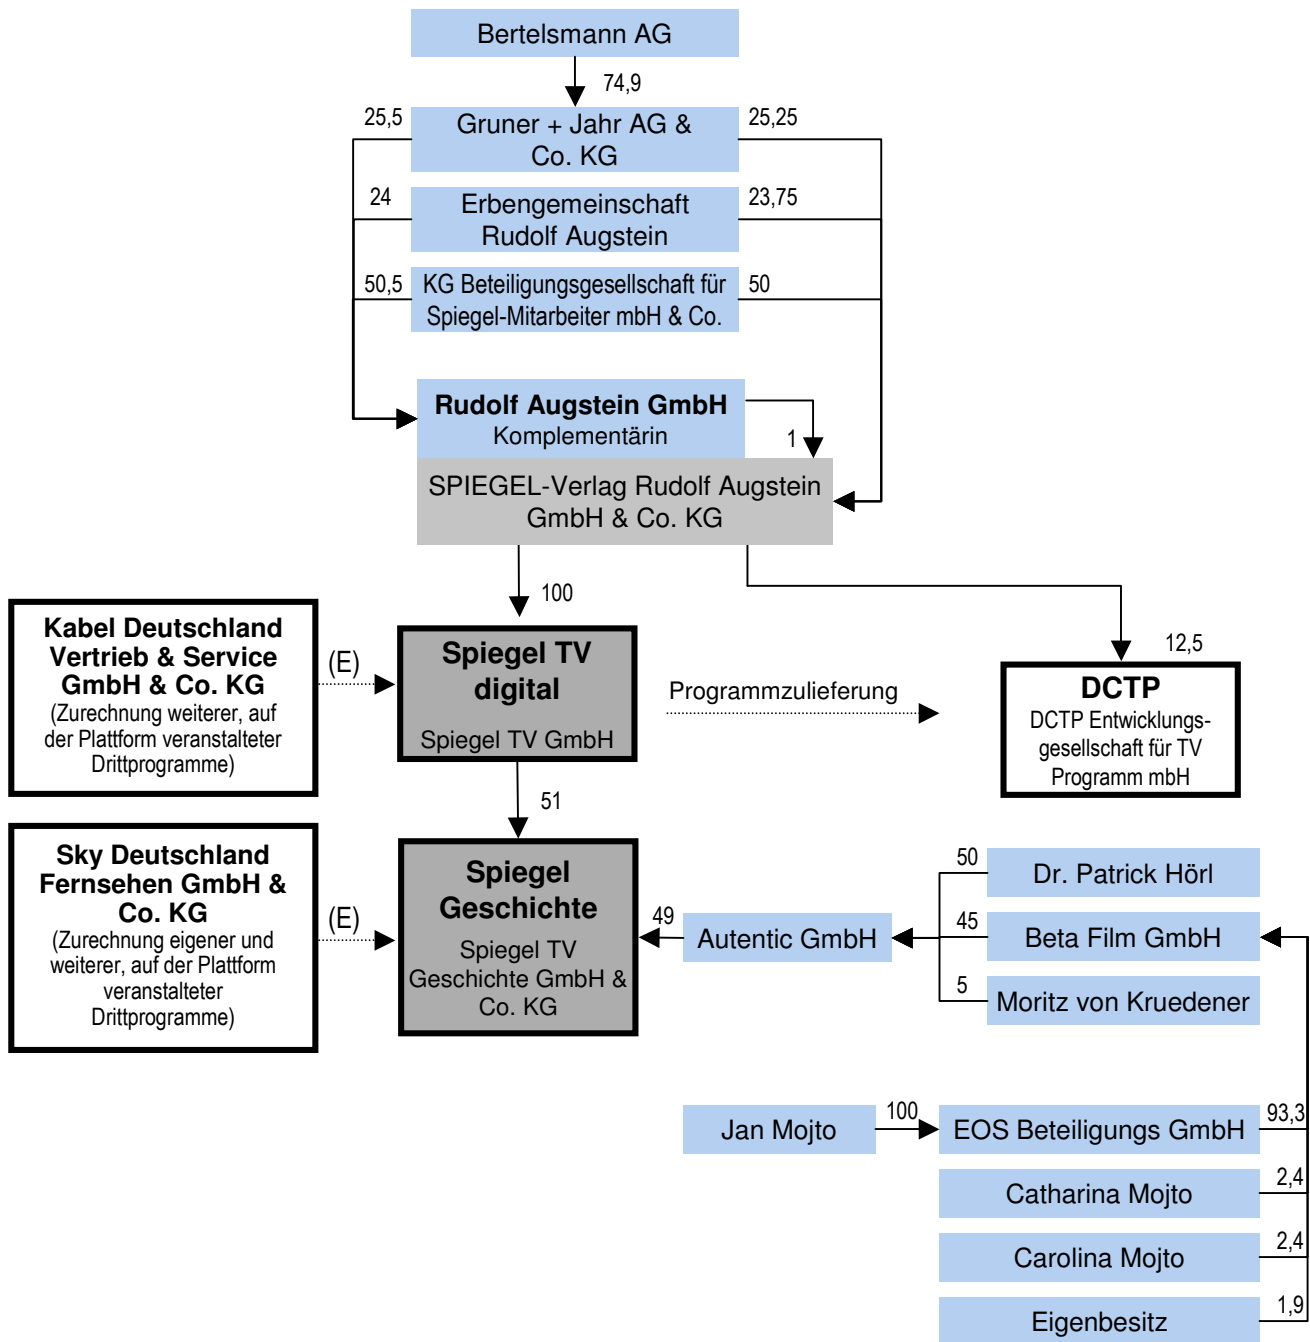 Bertelsmann AG
74,9
25,5
Gruner + Jahr AG &
Co. KG
25,25
24
Erbengemeinschaft
Rudolf Augstein
23,75
50,5
KG Beteiligungsgesellschaft für
Spiegel-Mitarbeiter mbH & Co.
50
Rudolf Augstein GmbH
Komplementärin
1
SPIEGEL-Verlag Rudolf Augstein
GmbH & Co. KG
100
12,5
Kabel Deutschland
Vertrieb & Service
GmbH & Co. KG
(Zurechnung weiterer, auf
der Plattform veranstalteter
Drittprogramme)
(E)
Spiegel TV
digital
Spiegel TV GmbH
Programmzulieferung
DCTP
DCTP Entwicklungs-
gesellschaft für TV
Programm mbH
51
Sky Deutschland
Fernsehen GmbH &
Co. KG
(Zurechnung eigener und
weiterer, auf der Plattform
veranstalteter
Drittprogramme)
(E)
Spiegel
Geschichte
Spiegel TV
Geschichte GmbH &
Co. KG
49
Autentic GmbH
50
Dr. Patrick Hörl
45
Beta Film GmbH
5
Moritz von Kruedener
Jan Mojto
100
EOS Beteiligungs GmbH
93,3
Catharina Mojto
2,4
Carolina Mojto
2,4
Eigenbesitz
1,9